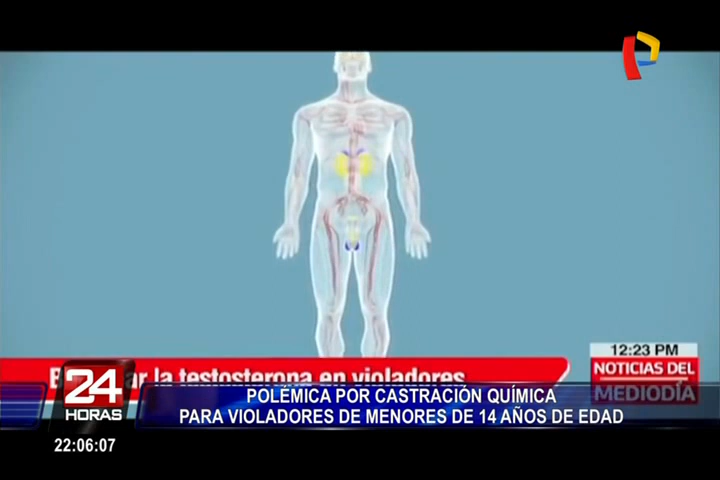 12:23 PM
NOTICIAS DEL
MEDIODÍA
la testosterona en violadores
24
HORAS
POLÉMICA POR CASTRACIÓN QUÍMICA
PARA VIOLADORES DE MENORES DE 14 AÑOS DE EDAD
22:06:07